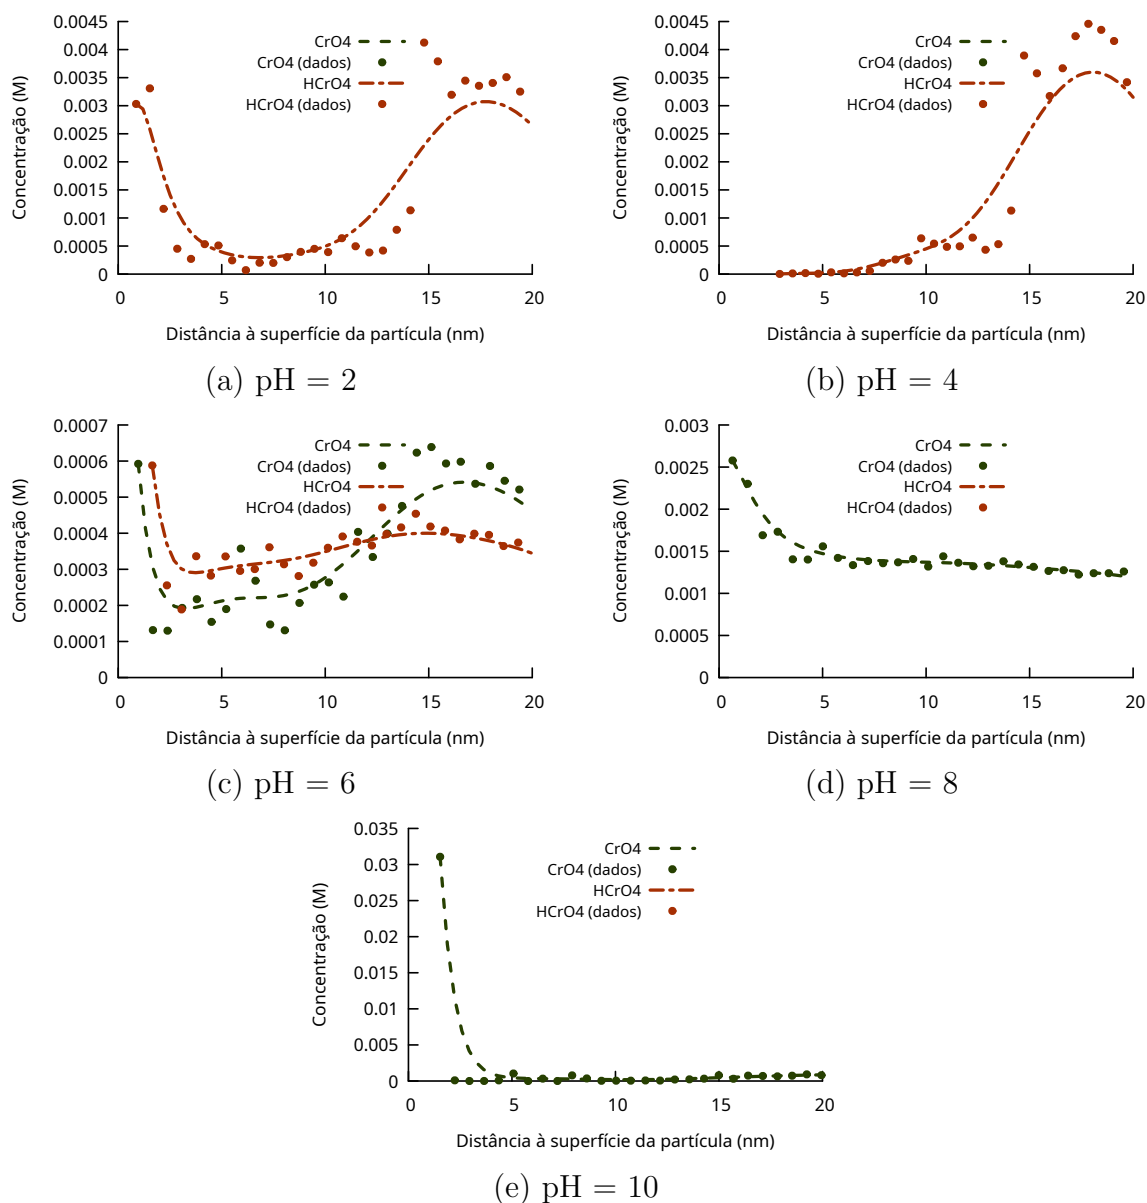 0.0045
0.004
0.0035
0.003
0.0025
0.002
0.0015
0.001
0.0005
0
0 5 10 15 20
Concentração (M)
Distância à superfície da partícula (nm)
CrO4
CrO4 (dados)
HCrO4
HCrO4 (dados)
(a) pH = 2
0.0045
0.004
0.0035
0.003
0.0025
0.002
0.0015
0.001
0.0005
0
0 5 10 15 20
Concentração (M)
Distância à superfície da partícula (nm)
CrO4
CrO4 (dados)
HCrO4
HCrO4 (dados)
(b) pH = 4
0.0007
0.0006
0.0005
0.0004
0.0003
0.0002
0.0001
0
0 5 10 15 20
Concentração (M)
Distância à superfície da partícula (nm)
CrO4
CrO4 (dados)
HCrO4
HCrO4 (dados)
(c) pH = 6
0.003
0.0025
0.002
0.0015
0.001
0.0005
0
0 5 10 15 20
Concentração (M)
Distância à superfície da partícula (nm)
CrO4
CrO4 (dados)
HCrO4
HCrO4 (dados)
(d) pH = 8
0.035
0.03
0.025
0.02
0.015
0.01
0.005
0
0 5 10 15 20
Concentração (M)
Distância à superfície da partícula (nm)
CrO4
CrO4 (dados)
HCrO4
HCrO4 (dados)
(e) pH = 10